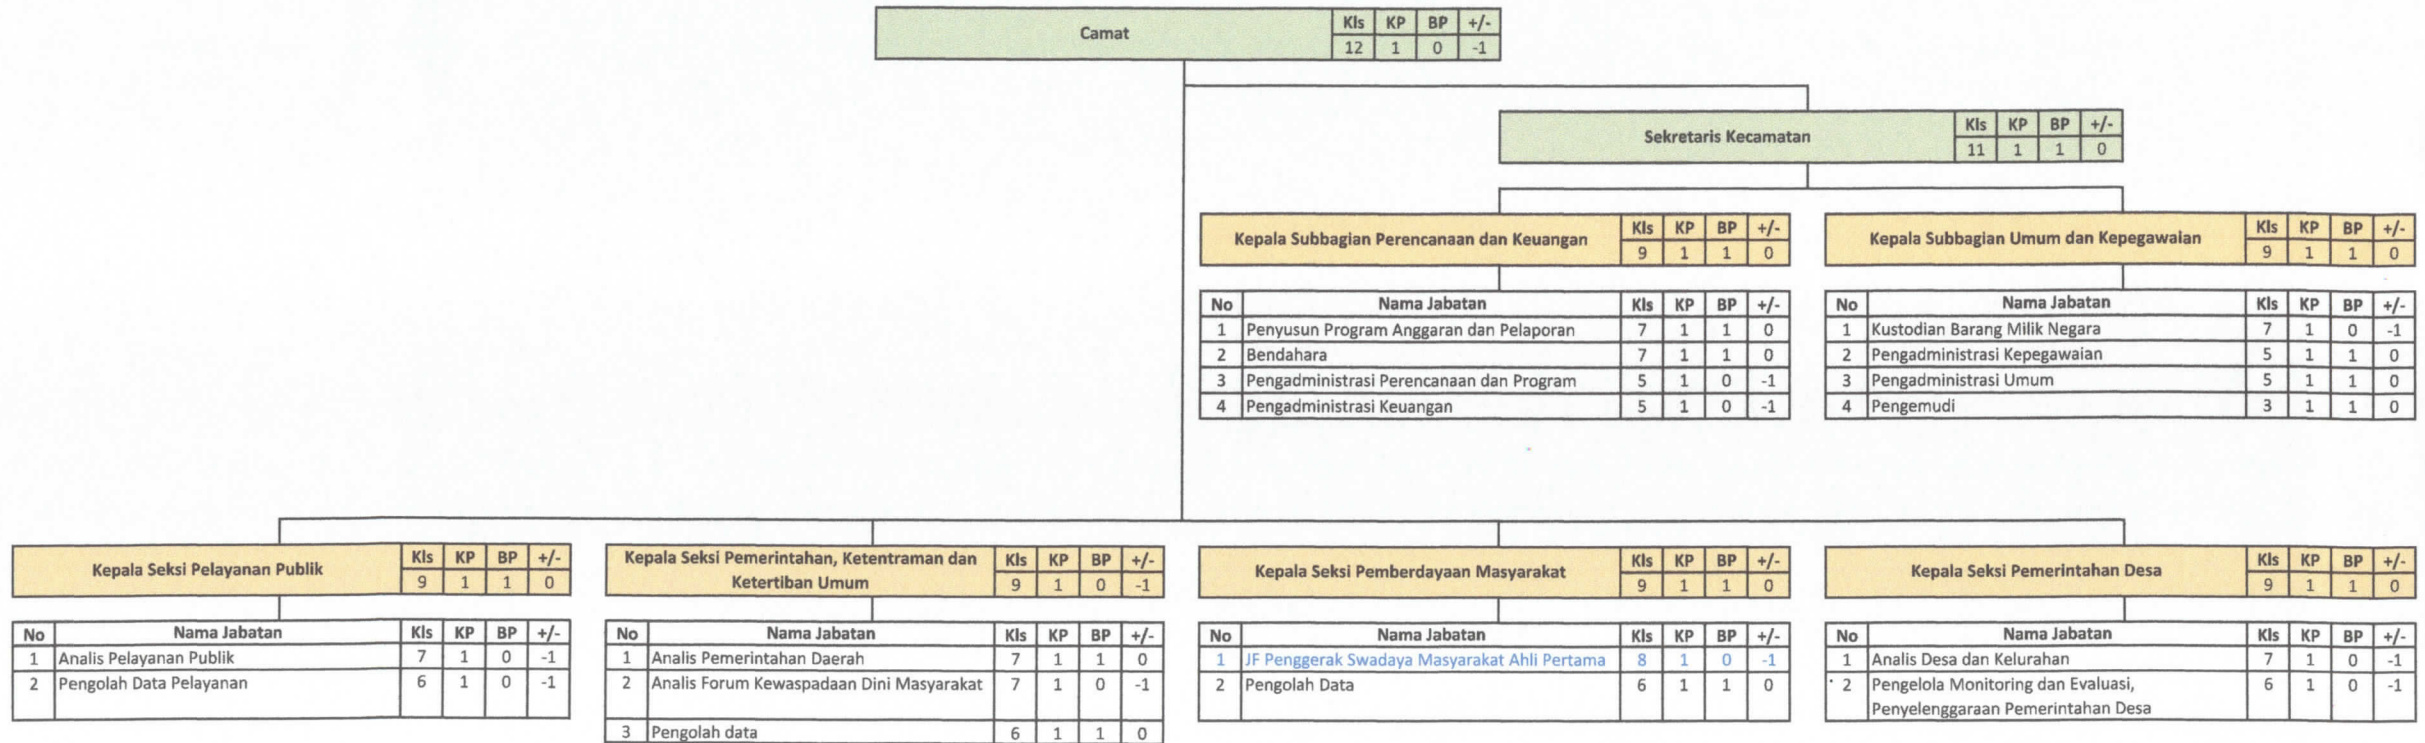 Camat
Kls KP BP +/-
12 1 0 -1
Sekretaris Kecamatan
Kls KP BP +/-
11 1 1 0
Kepala Subbagian Perencanaan dan Keuangan
Kls KP BP +/-
9 1 1 0
No Nama Jabatan Kls KP BP +/-
1 Penyusun Program Anggaran dan Pelaporan 7 1 1 0
2 Bendahara 7 1 1 0
3 Pengadministrasi Perencanaan dan Program 5 1 0 -1
4 Pengadministrasi Keuangan 5 1 0 -1
Kepala Subbagian Umum dan Kepegawaian
Kls KP BP +/-
9 1 1 0
No Nama Jabatan Kls KP BP +/-
1 Kustodian Barang Milik Negara 7 1 0 -1
2 Pengadministrasi Kepegawaian 5 1 1 0
3 Pengadministrasi Umum 5 1 1 0
4 Pengemudi 3 1 1 0
Kepala Seksi Pelayanan Publik
Kls KP BP +/-
9 1 1 0
No Nama Jabatan Kls KP BP +/-
1 Analis Pelayanan Publik 7 1 0 -1
2 Pengolah Data Pelayanan 6 1 0 -1
Kepala Seksi Pemerintahan, Ketentraman dan
Ketertiban Umum
Kls KP BP +/-
9 1 0 -1
No Nama Jabatan Kls KP BP +/-
1 Analis Pemerintahan Daerah 7 1 1 0
2 Analis Forum Kewaspadaan Dini Masyarakat 7 1 0 -1
3 Pengolah data 6 1 1 0
Kepala Seksi Pemberdayaan Masyarakat
Kls KP BP +/-
9 1 1 0
No Nama Jabatan Kls KP BP +/-
1 JF Penggerak Swadaya Masyarakat Ahli Pertama 8 1 0 -1
2 Pengolah Data 6 1 1 0
Kepala Seksi Pemerintahan Desa
Kls KP BP +/-
9 1 1 0
No Nama Jabatan Kls KP BP +/-
1 Analis Desa dan Kelurahan 7 1 0 -1
2 Pengelola Monitoring dan Evaluasi, 6 1 0 -1
Penyelenggaraan Pemerintahan Desa